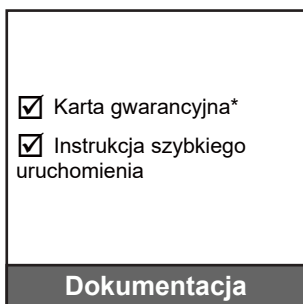 ☑ Karta gwarancyjna*
☑ Instrukcja szybkiego
uruchomienia
Dokumentacja